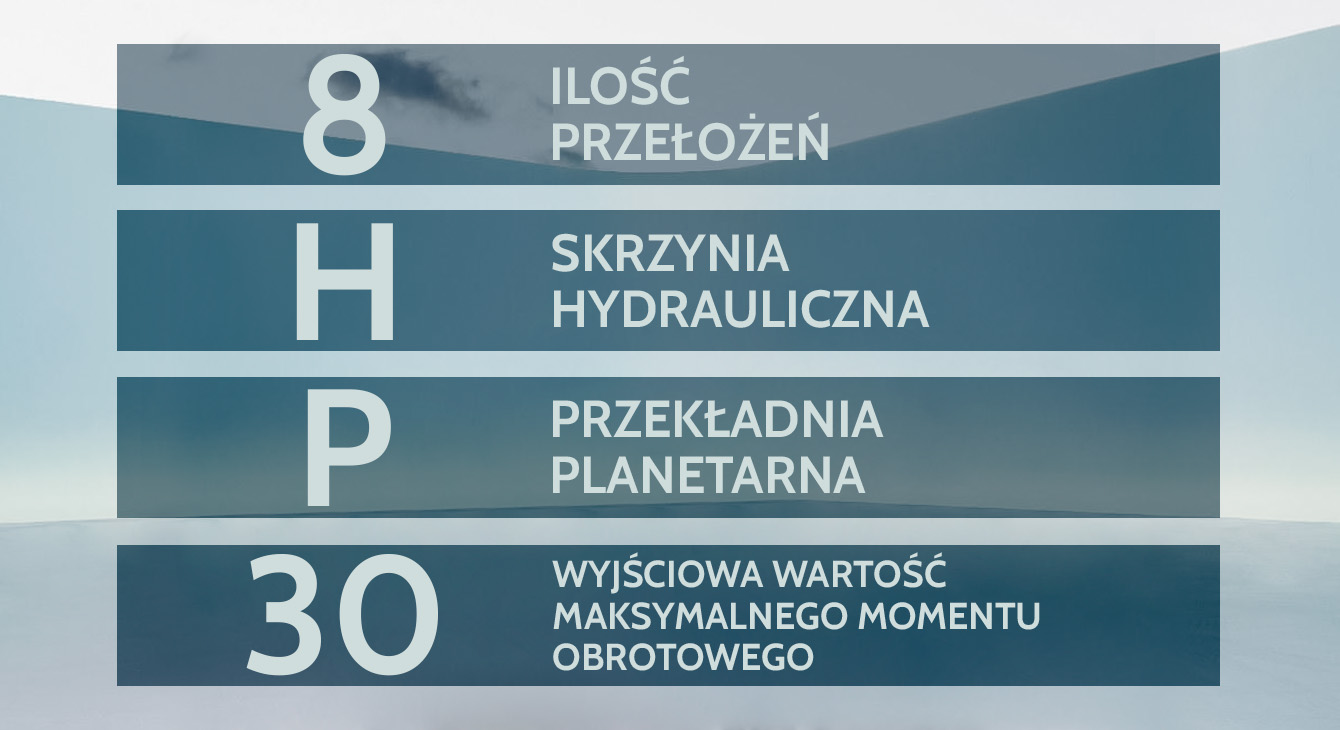 8
ILOŚĆ
PRZEŁOŻEŃ
H
SKRZYNIA
HYDRAULICZNA
P
PRZEKŁADNIA
PLANETARNA
30
WYJŚCIOWA WARTOŚĆ
MAKSYMALNEGO MOMENTU
OBROTOWEGO